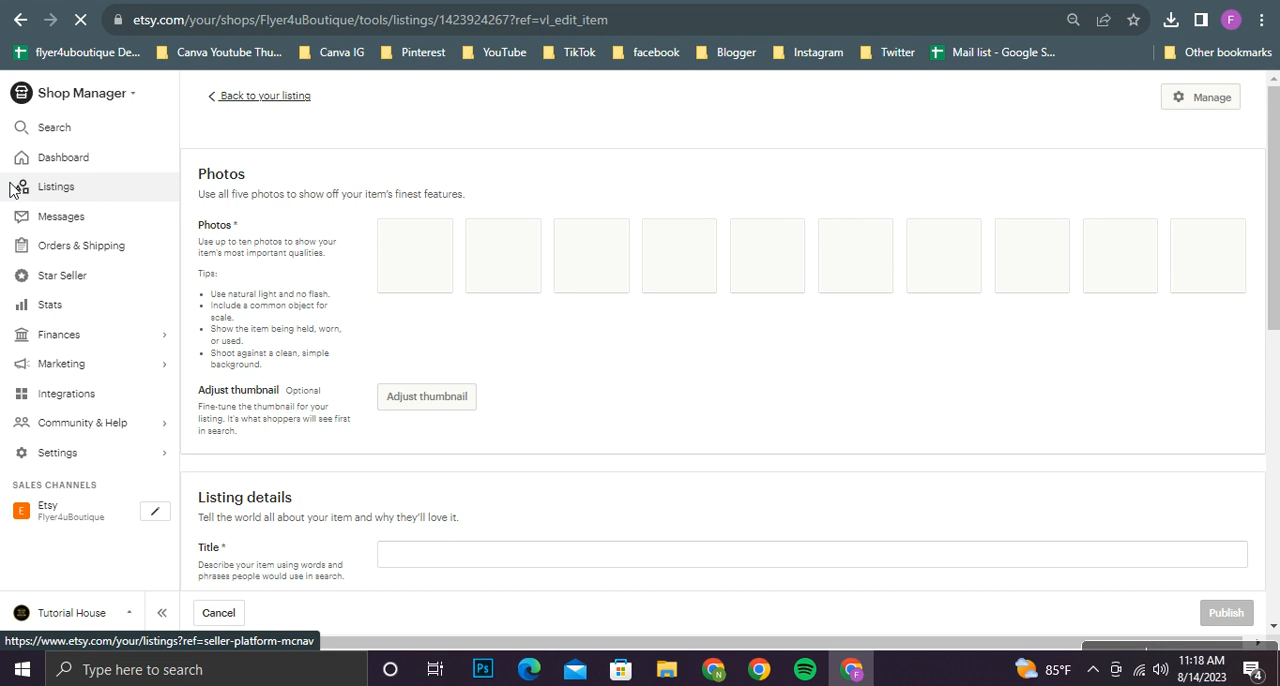 etsy.com/your/shops/Flyer4uBoutique/tools/listings/1423924267?ref=vl_edit_item
F
flyer4uboutique De...
Canva Youtube Thu...
Canva IG
Pinterest
YouTube
TikTok
facebook
Blogger
Instagram
Twitter
Mail list - Google S...
Other bookmarks
Shop Manager
Search
Dashboard
Listings
Messages
Orders & Shipping
Star Seller
Stats
Finances
Marketing
Integrations
Community & Help
Settings
SALES CHANNELS
E
Etsy
Flyer4uBoutique
Tutorial House
Back to your listing
Manage
Photos
Use all five photos to show off your item's finest features.
Photos *
Use up to ten photos to show your
item's most important qualities.
Tips:
• Use natural light and no flash.
• Include a common object for
scale.
• Show the item being held, worn,
or used.
• Shoot against a clean, simple
background.
Adjust thumbnail Optional
Fine-tune the thumbnail for your
listing. It's what shoppers will see first
in search.
Adjust thumbnail
Listing details
Tell the world all about your item and why they'll love it.
Title *
Describe your item using words and
phrases people would use in search.
Cancel
Publish
https://www.etsy.com/your/listings?ref=seller-platform-mcnav
Type here to search
Ps
N
F
85°F
11:18 AM
8/14/2023
4